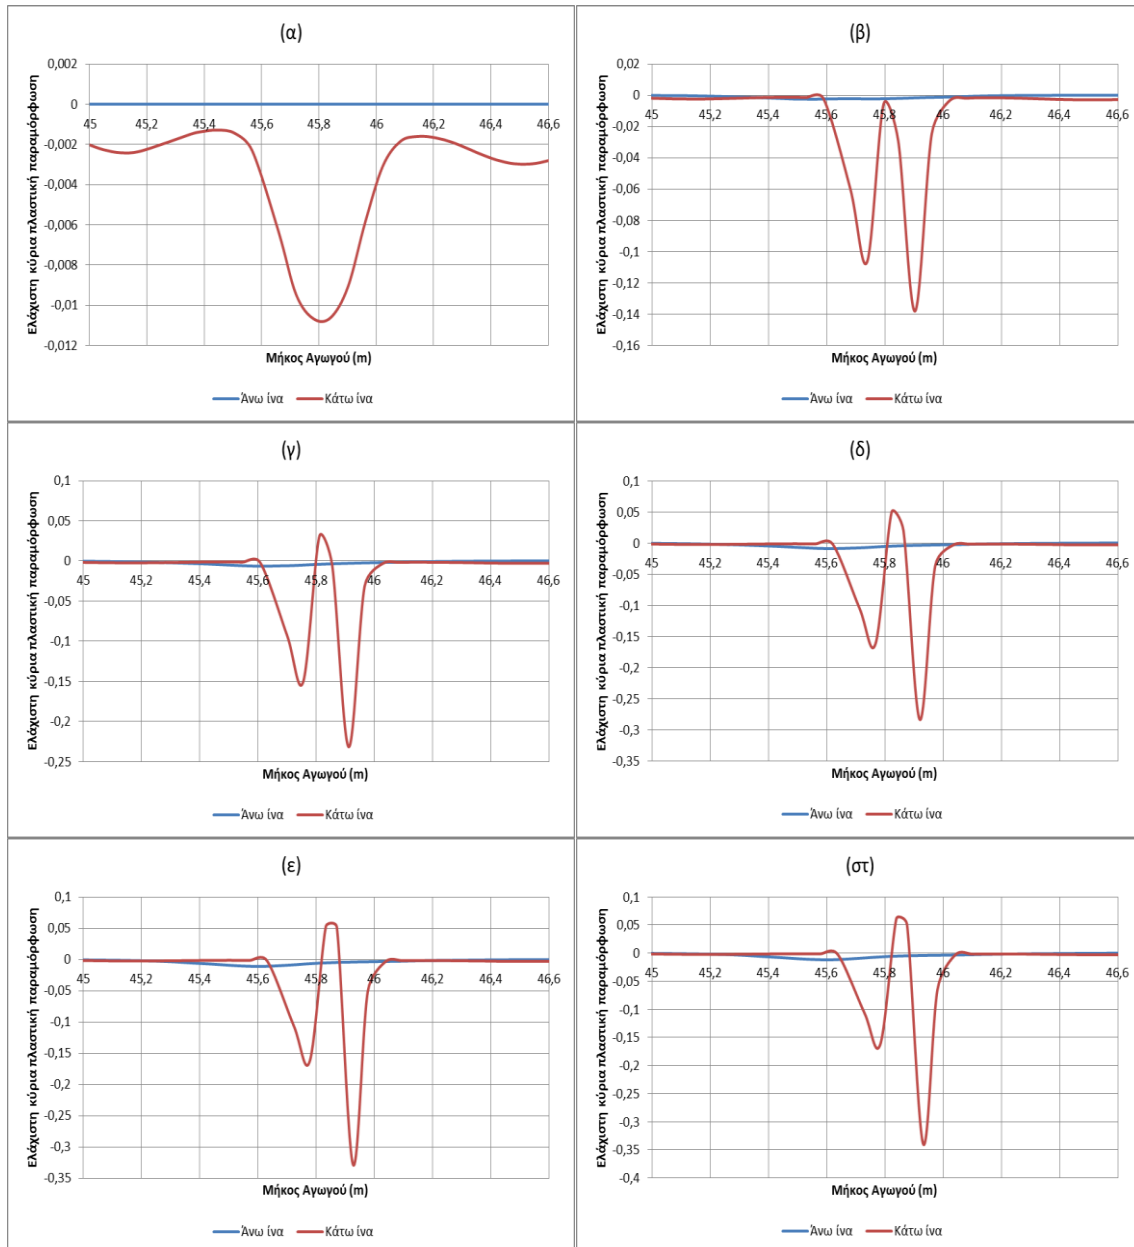 (α)
Ελάχιστη κύρια πλαστική παραμόρφωση
0,002
0
-0,002
-0,004
-0,006
-0,008
-0,01
-0,012
45 45,2 45,4 45,6 45,8 46 46,2 46,4 46,6
Μήκος Αγωγού (m)
Άνω ίνα Κάτω ίνα
(β)
Ελάχιστη κύρια πλαστική παραμόρφωση
0,02
0
-0,02
-0,04
-0,06
-0,08
-0,1
-0,12
-0,14
-0,16
45 45,2 45,4 45,6 45,8 46 46,2 46,4 46,6
Μήκος Αγωγού (m)
Άνω ίνα Κάτω ίνα
(γ)
Ελάχιστη κύρια πλαστική παραμόρφωση
0,1
0,05
0
-0,05
-0,1
-0,15
-0,2
-0,25
45 45,2 45,4 45,6 45,8 46 46,2 46,4 46,6
Μήκος Αγωγού (m)
Άνω ίνα Κάτω ίνα
(δ)
Ελάχιστη κύρια πλαστική παραμόρφωση
0,1
0,05
0
-0,05
-0,1
-0,15
-0,2
-0,25
-0,3
-0,35
45 45,2 45,4 45,6 45,8 46 46,2 46,4 46,6
Μήκος Αγωγού (m)
Άνω ίνα Κάτω ίνα
(ε)
Ελάχιστη κύρια πλαστική παραμόρφωση
0,1
0,05
0
-0,05
-0,1
-0,15
-0,2
-0,25
-0,3
-0,35
45 45,2 45,4 45,6 45,8 46 46,2 46,4 46,6
Μήκος Αγωγού (m)
Άνω ίνα Κάτω ίνα
(στ)
Ελάχιστη κύρια πλαστική παραμόρφωση
0,1
0,05
0
-0,05
-0,1
-0,15
-0,2
-0,25
-0,3
-0,35
-0,4
45 45,2 45,4 45,6 45,8 46 46,2 46,4 46,6
Μήκος Αγωγού (m)
Άνω ίνα Κάτω ίνα